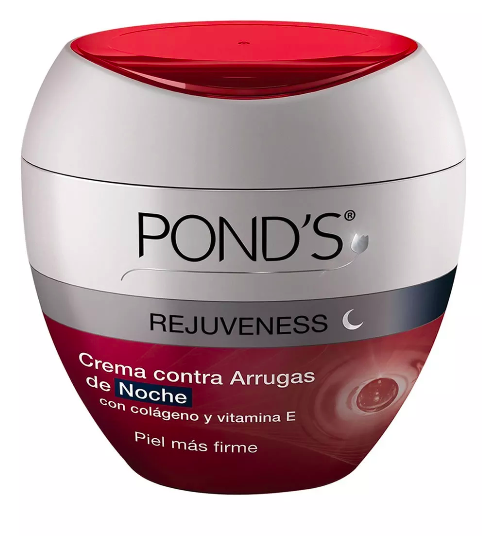 POND'S®
REJUVENESS
Crema contra Arrugas
de Noche
con colágeno y vitamina E
Piel más firme